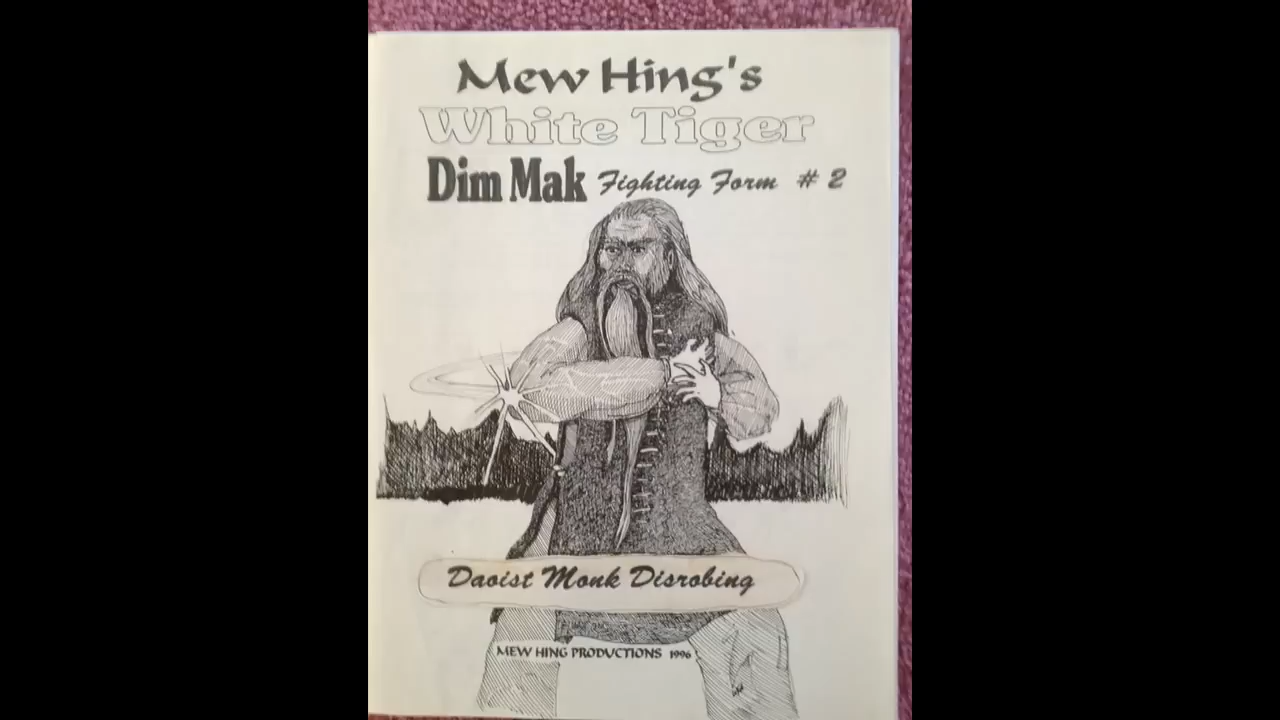 Mew Hing's
White Tiger
Dim Mak Fighting Form # 2
Daoist Monk Disrobing
MEW HING PRODUCTIONS 1996